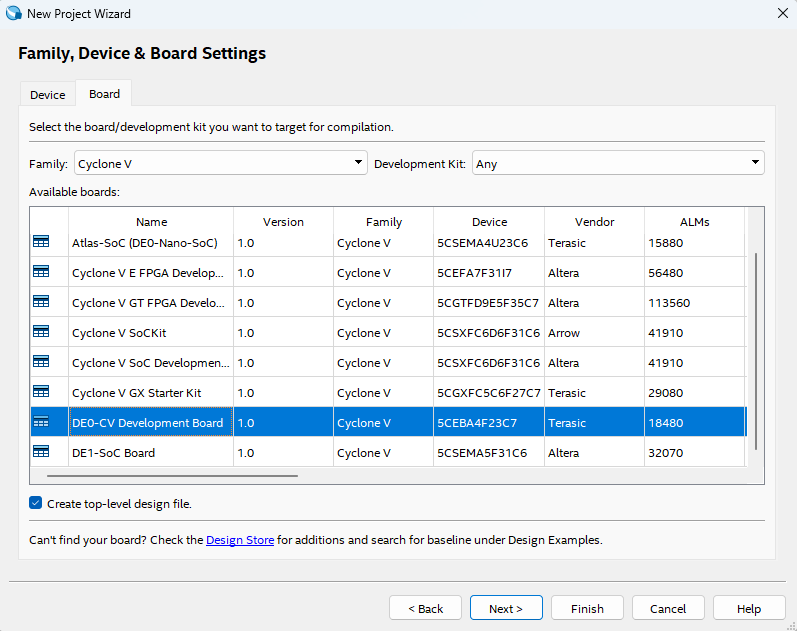 New Project Wizard
Family, Device & Board Settings
Device Board
Select the board/development kit you want to target for compilation.
Family: Cyclone V Development Kit: Any
Available boards:
Name Version Family Device Vendor ALMs
Atlas-SoC (DE0-Nano-SoC) 1.0 Cyclone V 5CSEMA4U23C6 Terasic 15880
Cyclone V E FPGA Develop... 1.0 Cyclone V 5CEFA7F31I7 Altera 56480
Cyclone V GT FPGA Develo... 1.0 Cyclone V 5CGTFD9E5F35C7 Altera 113560
Cyclone V SoCKit 1.0 Cyclone V 5CSXFC6D6F31C6 Arrow 41910
Cyclone V SoC Developmen... 1.0 Cyclone V 5CSXFC6D6F31C6 Altera 41910
Cyclone V GX Starter Kit 1.0 Cyclone V 5CGXFC5C6F27C7 Terasic 29080
DE0-CV Development Board 1.0 Cyclone V 5CEBA4F23C7 Terasic 18480
DE1-SoC Board 1.0 Cyclone V 5CSEMA5F31C6 Altera 32070
Create top-level design file.
Can't find your board? Check the Design Store for additions and search for baseline under Design Examples.
< Back Next > Finish Cancel Help